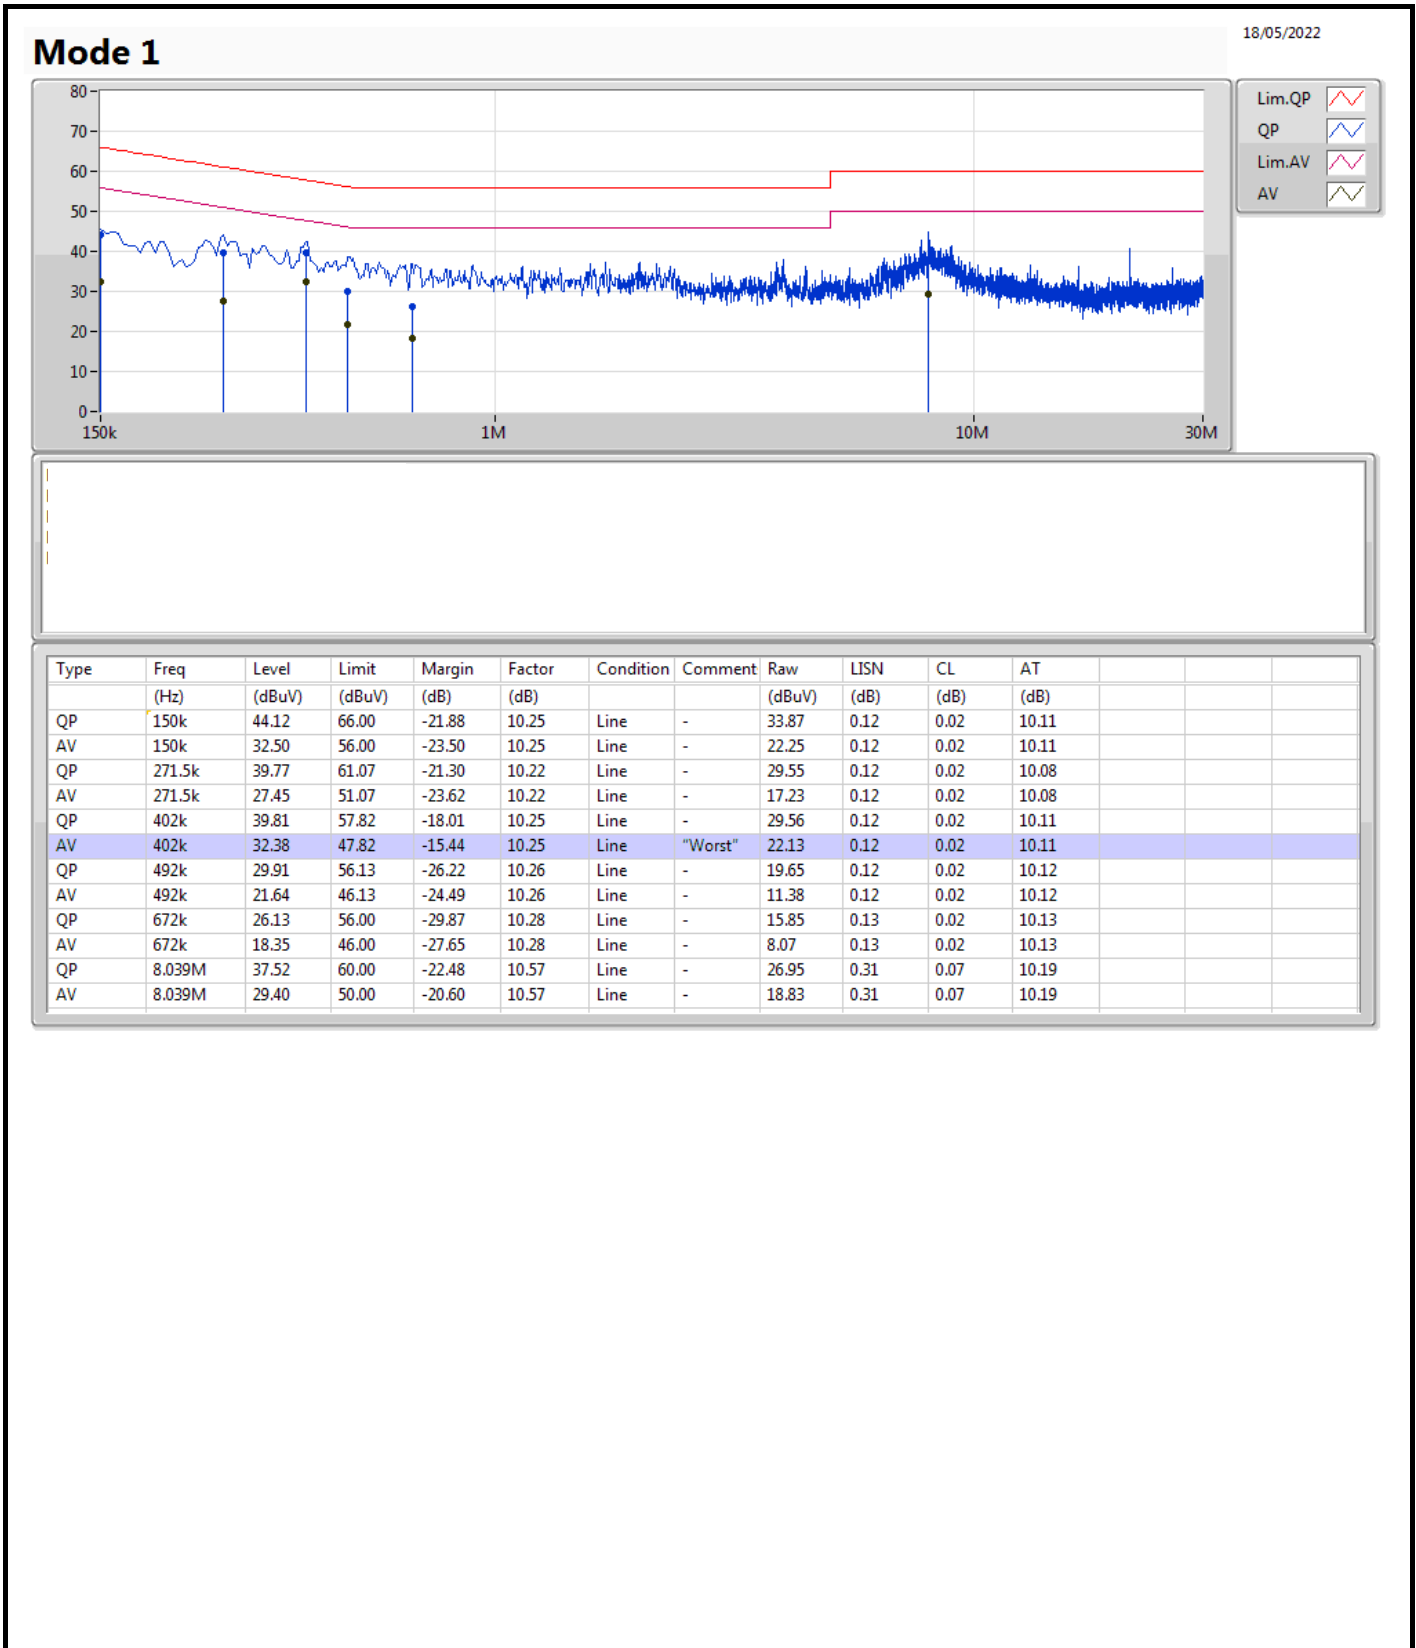 18/05/2022
Mode 1
80
70
60
50
40
30
20
10
0
150k 1M 10M 30M
Lim.QP
QP
Lim.AV
AV
Type Freq Level Limit Margin Factor Condition Comment Raw LISN CL AT
(Hz) (dBuV) (dBuV) (dB) (dB) (dBuV) (dB) (dB) (dB)
QP 150k 44.12 66.00 -21.88 10.25 Line - 33.87 0.12 0.02 10.11
AV 150k 32.50 56.00 -23.50 10.25 Line - 22.25 0.12 0.02 10.11
QP 271.5k 39.77 61.07 -21.30 10.22 Line - 29.55 0.12 0.02 10.08
AV 271.5k 27.45 51.07 -23.62 10.22 Line - 17.23 0.12 0.02 10.08
QP 402k 39.81 57.82 -18.01 10.25 Line - 29.56 0.12 0.02 10.11
AV 402k 32.38 47.82 -15.44 10.25 Line "Worst" 22.13 0.12 0.02 10.11
QP 492k 29.91 56.13 -26.22 10.26 Line - 19.65 0.12 0.02 10.12
AV 492k 21.64 46.13 -24.49 10.26 Line - 11.38 0.12 0.02 10.12
QP 672k 26.13 56.00 -29.87 10.28 Line - 15.85 0.13 0.02 10.13
AV 672k 18.35 46.00 -27.65 10.28 Line - 8.07 0.13 0.02 10.13
QP 8.039M 37.52 60.00 -22.48 10.57 Line - 26.95 0.31 0.07 10.19
AV 8.039M 29.40 50.00 -20.60 10.57 Line - 18.83 0.31 0.07 10.19